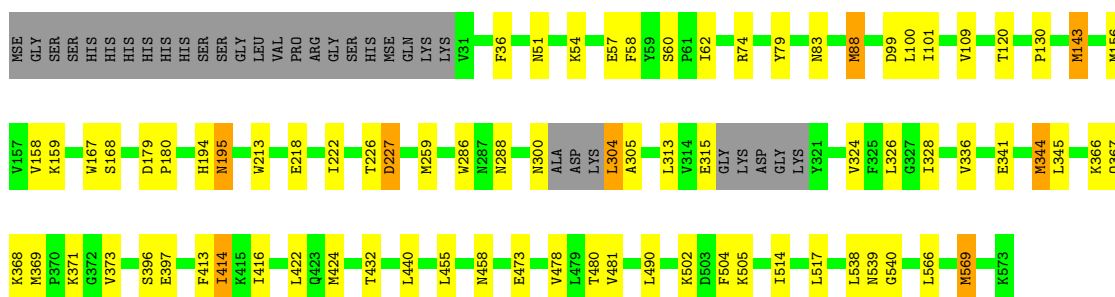 MSE GLY SER SER HIS HIS HIS HIS HIS HIS SER SER GLY LEU VAL PRO ARG GLY SER HIS MSE GLN LYS LYS V31 F36 N51 K54 E57 F58 Y59 S60 P61 I62 R74 Y79 N83 M88 D99 L100 I101 V109 T120 P130 M143 M156
V157 V158 K159 W167 S168 D179 P180 H194 N195 W213 E218 I222 T226 D227 M259 W286 N287 N288 N300 ALA ASP LYS L304 A305 L313 V314 E315 GLY LYS ASP GLY LYS Y321 V324 F325 L326 G327 I328 V336 E341 M344 L345 K366 Q367
K368 M369 P370 K371 G372 V373 S396 E397 F413 I414 K415 I416 L422 Q423 M424 T432 L440 L455 N458 E473 V478 L479 T480 V481 L490 K502 D503 F504 K505 I514 L517 L538 N539 G540 L566 M569 K573